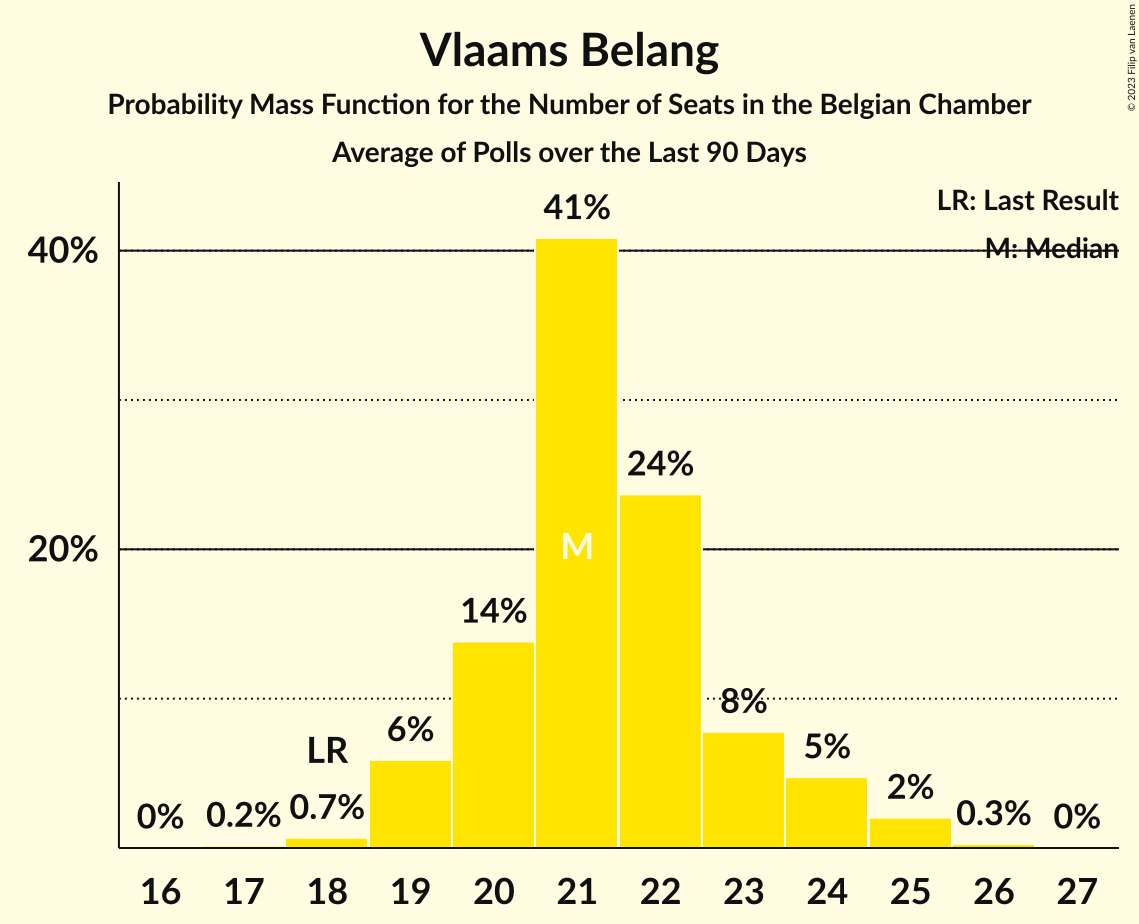 Vlaams Belang
Probability Mass Function for the Number of Seats in the Belgian Chamber
Average of Polls over the Last 90 Days
© 2023 Filip van Laenen
LR: Last Result
M: Median
41%
40%
24%
M
20%
14%
8%
6%
5%
LR
2%
0%
0.2%
0.7%
0.3%
0%
16 17 18 19 20 21 22 23 24 25 26 27